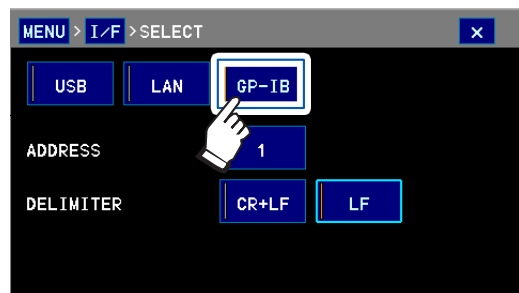 MENU > I/F >SELECT x
USB LAN GP-IB
ADDRESS 1
DELIMITER CR+LF LF